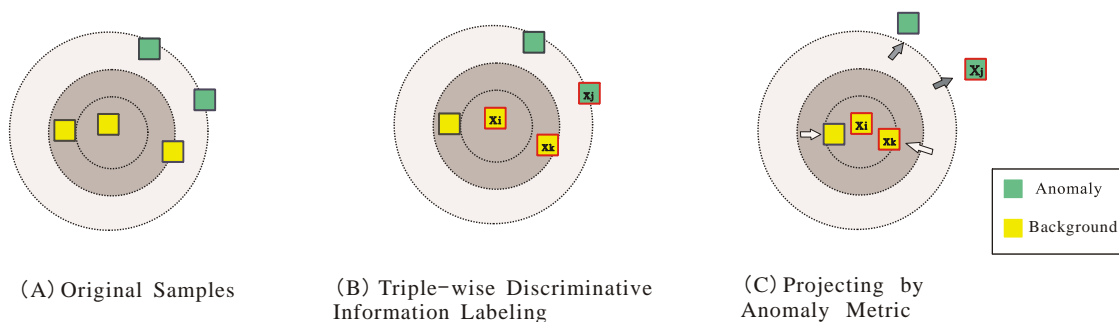 xi
xj
xk
xi
xj
xk
Anomaly
Background
(A) Original Samples
(B) Triple-wise Discriminative
Information Labeling
(C) Projecting by
Anomaly Metric